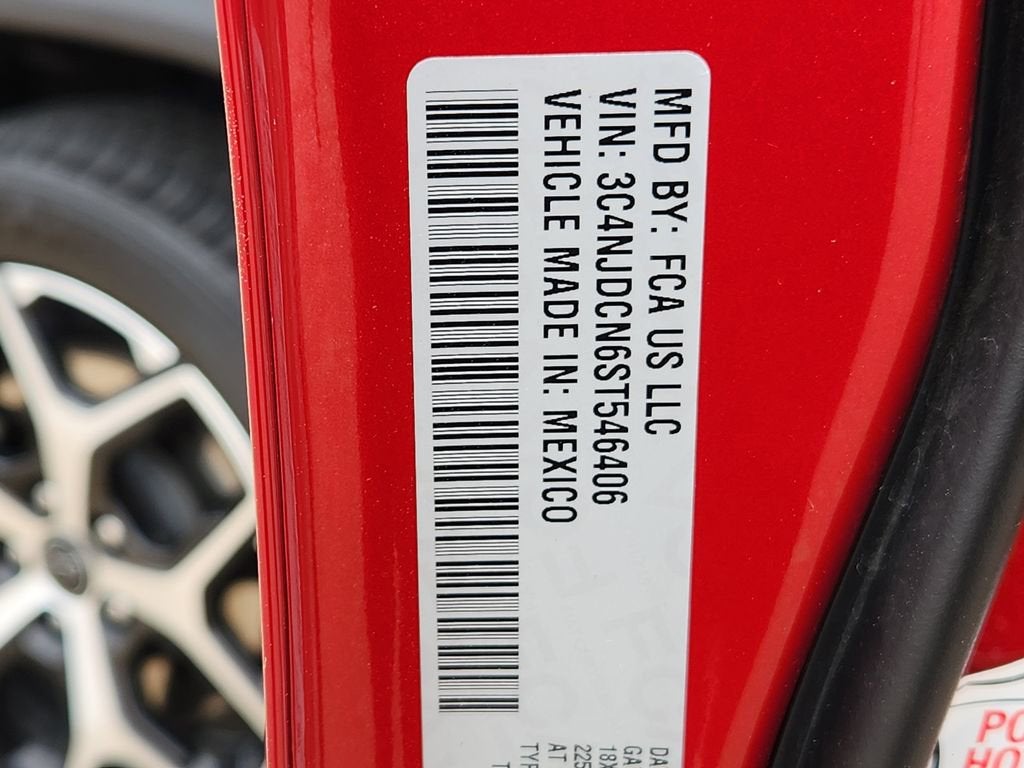 MFD BY: FCA US LLC
VIN: 3C4NJDCN6ST546406
VEHICLE MADE IN: MEXICO